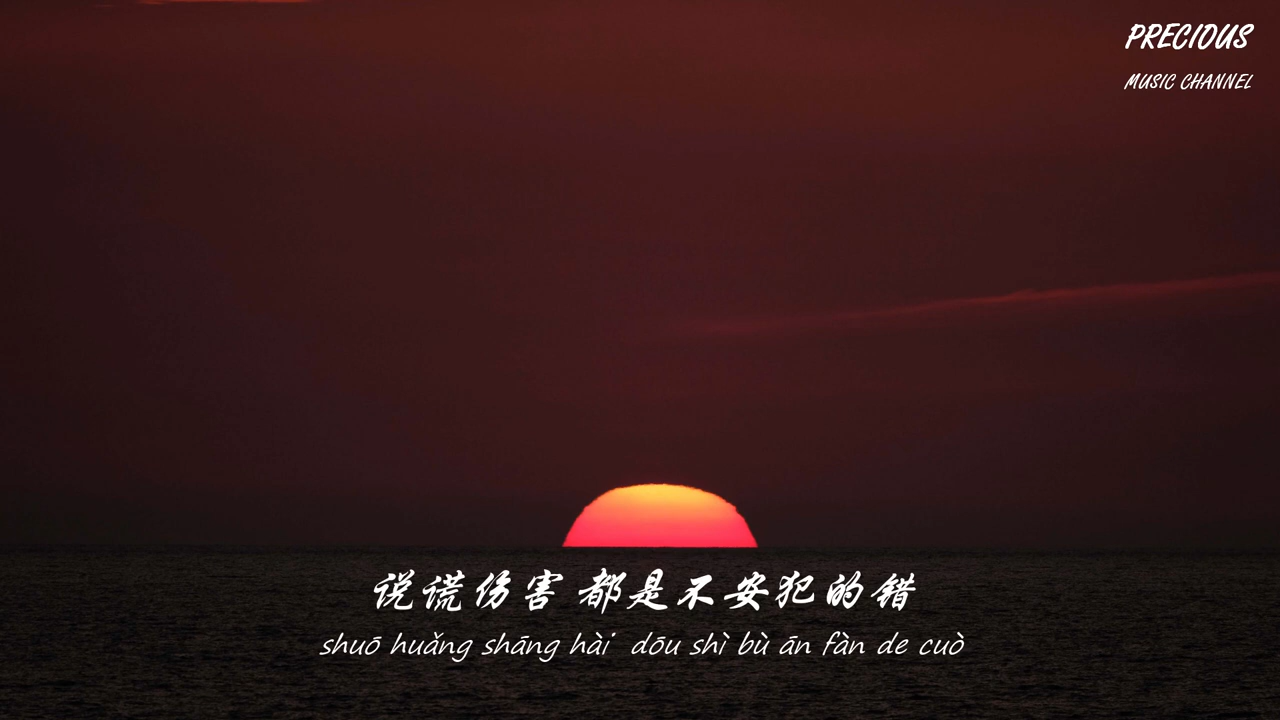 PRECIOUS
MUSIC CHANNEL
说谎伤害 都是不安犯的错
shuō huǎng shāng hài dōu shì bù ān fàn de cuò